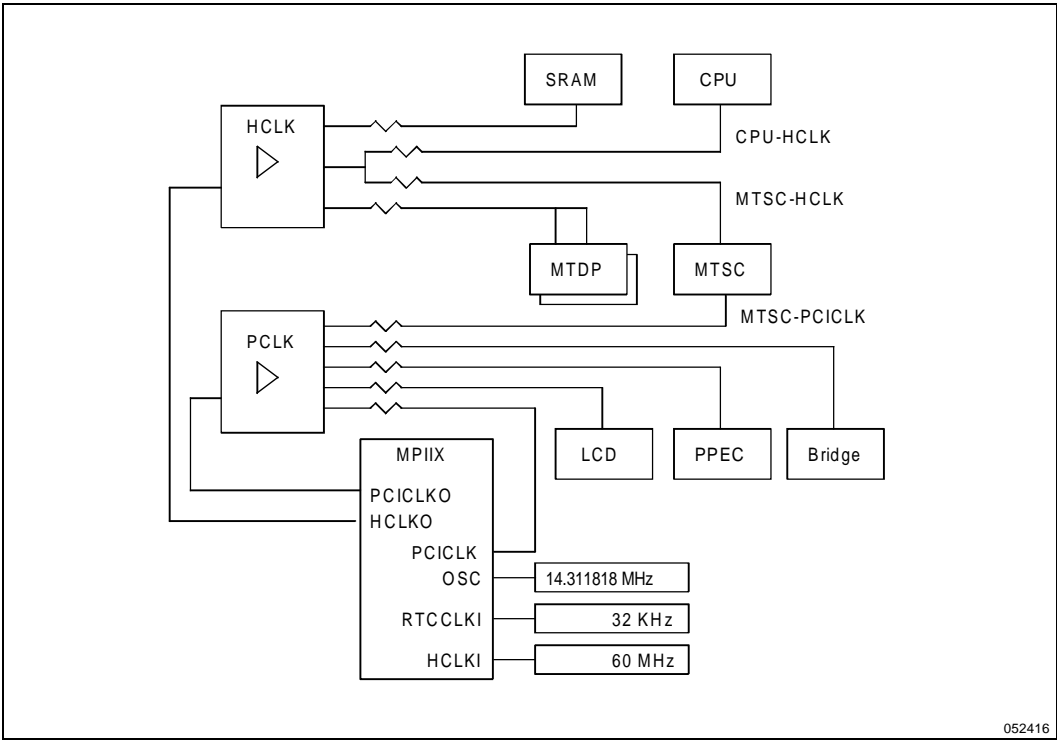 SRAM
CPU
HCLK
CPU-HCLK
MTSC-HCLK
MTDP
MTSC
MTSC-PCICLK
PCLK
LCD
PPEC
Bridge
MPIIX
PCICLKO
HCLKO
PCICLK
OSC
14.311818 MHz
RTCCLKI
32 KHz
HCLKI
60 MHz
052416